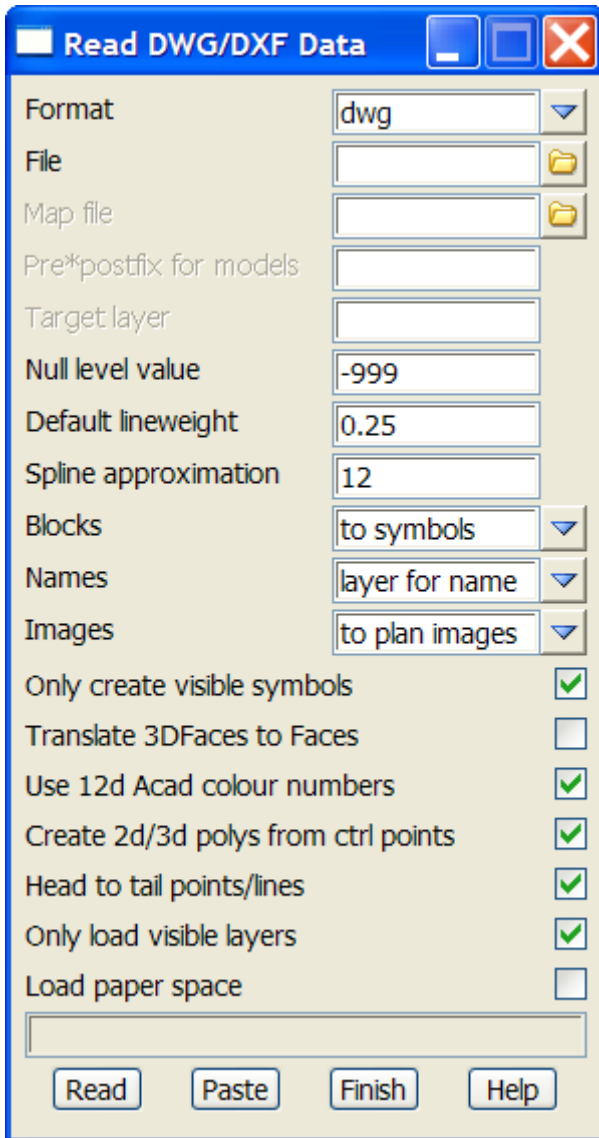 Read DWG/DXF Data
Format dwg
File
Map file
Pre*postfix for models
Target layer
Null level value -999
Default lineweight 0.25
Spline approximation 12
Blocks to symbols
Names layer for name
Images to plan images
Only create visible symbols
Translate 3DFaces to Faces
Use 12d Acad colour numbers
Create 2d/3d polys from ctrl points
Head to tail points/lines
Only load visible layers
Load paper space
Read Paste Finish Help